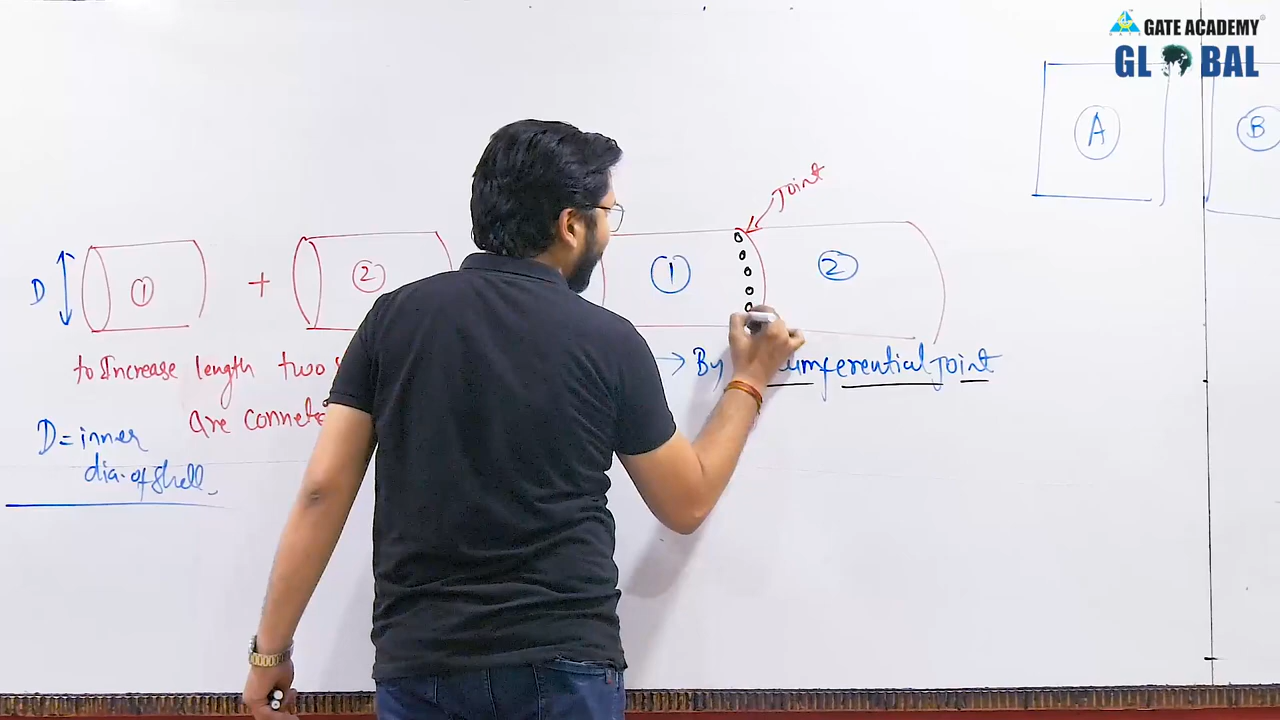 GATE ACADEMY
GL BAL
A
B
Joint
D
1
+
2
1
2
to Increase length two
→ By umferential Joint
are connete
D = inner
dia. of shell